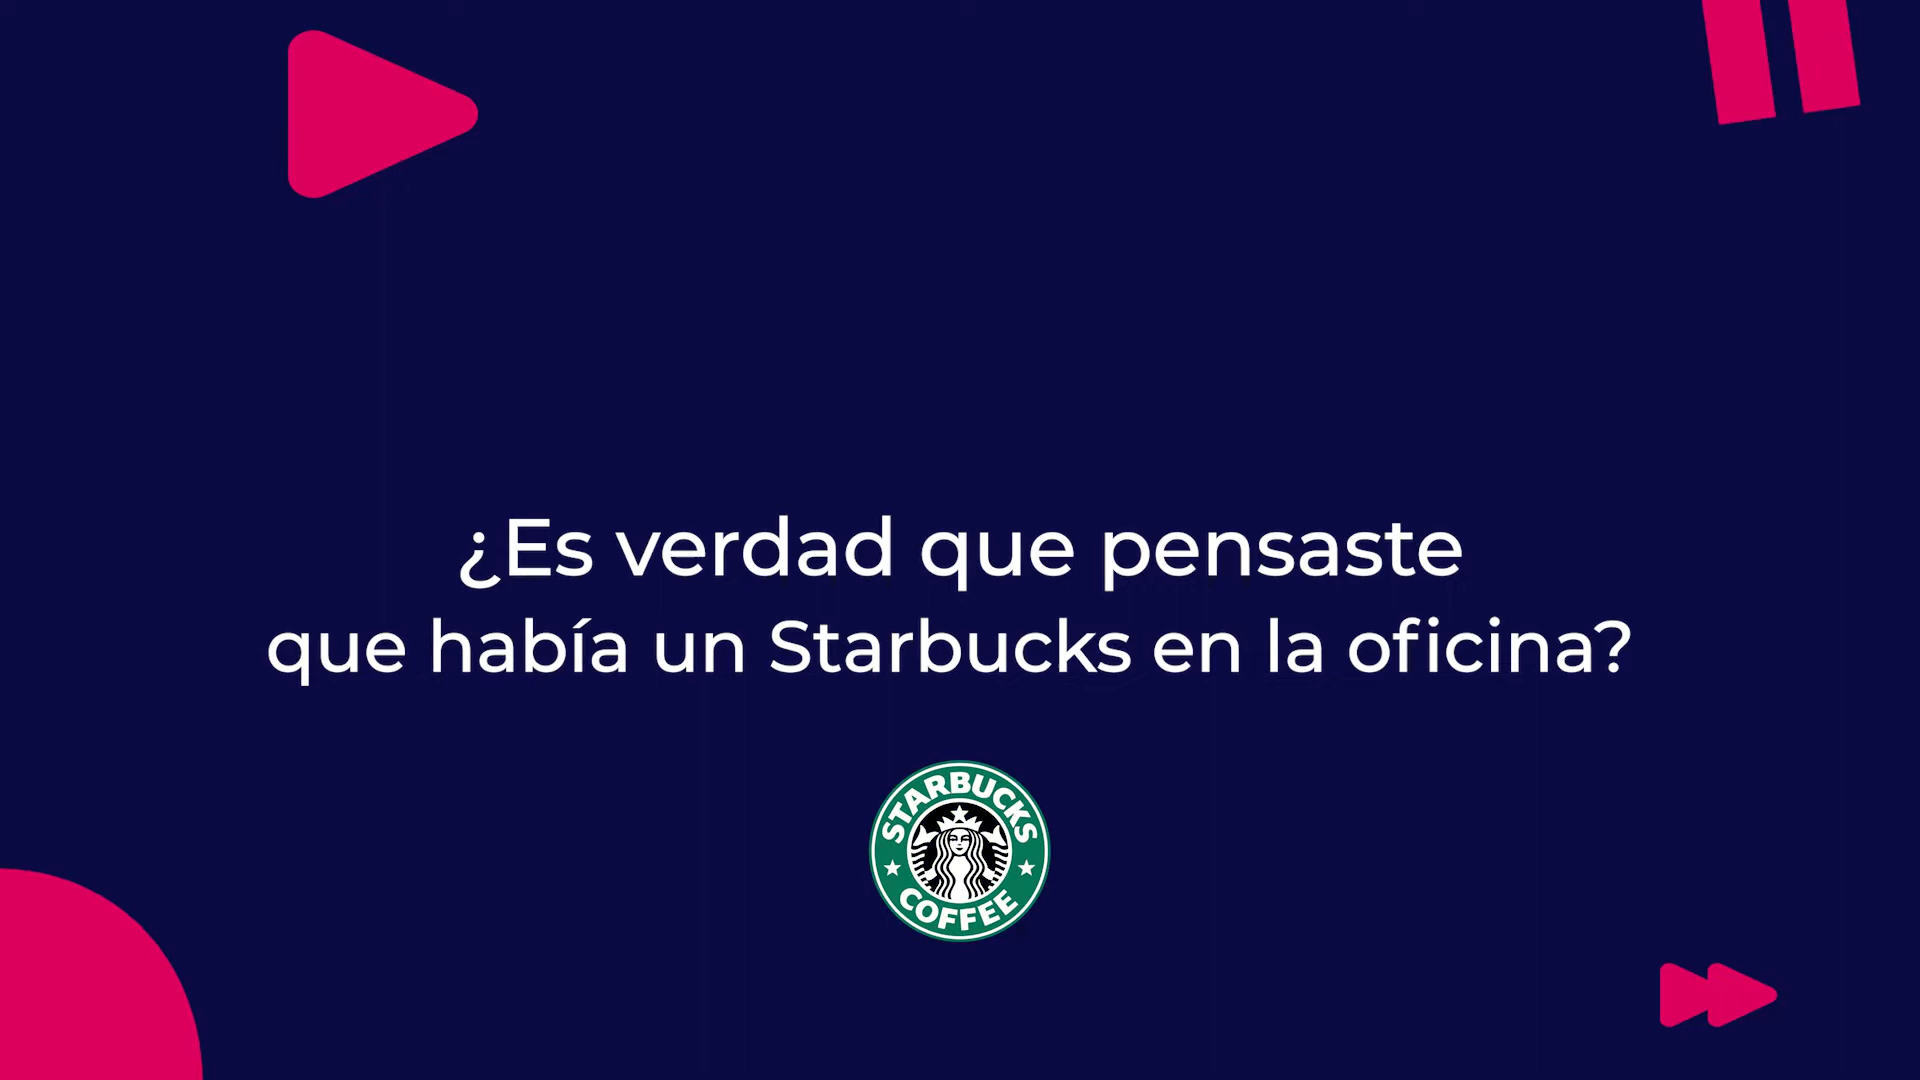 ¿Es verdad que pensaste
que había un Starbucks en la oficina?
STARBUCKS
COFFEE